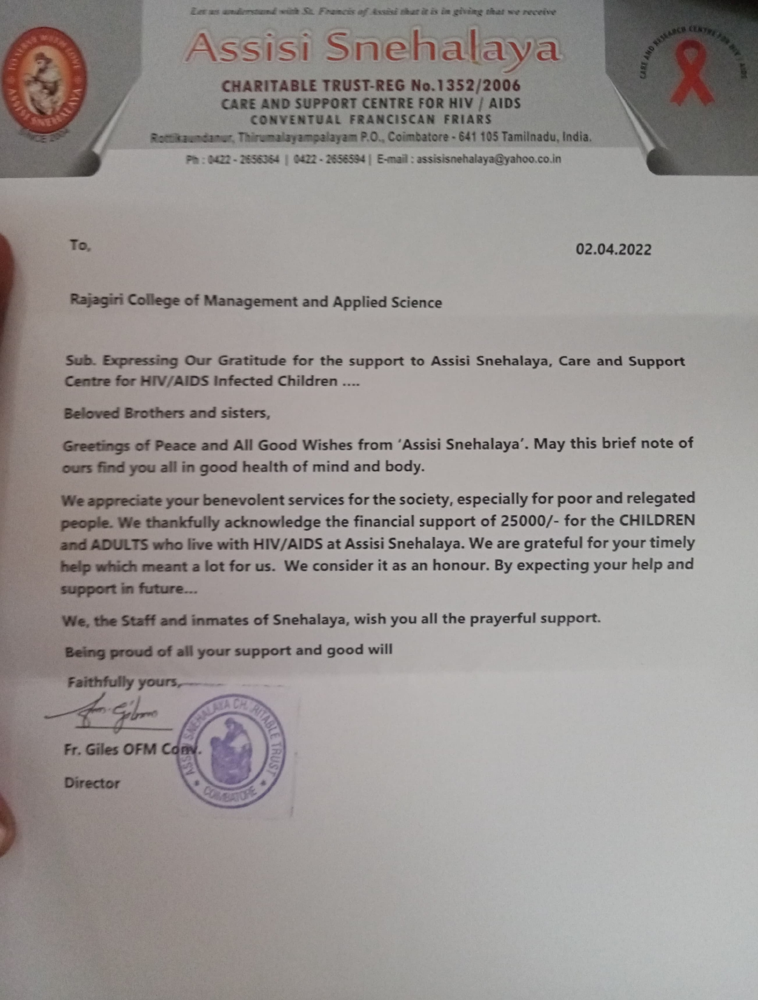 Let us understand with St. Francis of Assisi that it is in giving that we receive
Assisi Snehalaya
CHARITABLE TRUST-REG No.1352/2006
CARE AND SUPPORT CENTRE FOR HIV / AIDS
CONVENTUAL FRANCISCAN FRIARS
Rottikaundanur, Thirumalayampalayam P.O., Coimbatore - 641 105 Tamilnadu, India.
Ph : 0422 - 2656364 | 0422 - 2656594 | E-mail : assisisnehalaya@yahoo.co.in
TO SERVE WITH LOVE
ASSISI SNEHALAYA
SINCE 2004
CARE AND RESEARCH CENTRE FOR HIV / AIDS
To,
02.04.2022
Rajagiri College of Management and Applied Science
Sub. Expressing Our Gratitude for the support to Assisi Snehalaya, Care and Support
Centre for HIV/AIDS Infected Children ....
Beloved Brothers and sisters,
Greetings of Peace and All Good Wishes from ‘Assisi Snehalaya’. May this brief note of
ours find you all in good health of mind and body.
We appreciate your benevolent services for the society, especially for poor and relegated
people. We thankfully acknowledge the financial support of 25000/- for the CHILDREN
and ADULTS who live with HIV/AIDS at Assisi Snehalaya. We are grateful for your timely
help which meant a lot for us. We consider it as an honour. By expecting your help and
support in future...
We, the Staff and inmates of Snehalaya, wish you all the prayerful support.
Being proud of all your support and good will
Faithfully yours,
Fr. Giles OFM Conv.
Director
ASSISI SNEHALAYA CH RITABLE TRUST
COIMBATORE